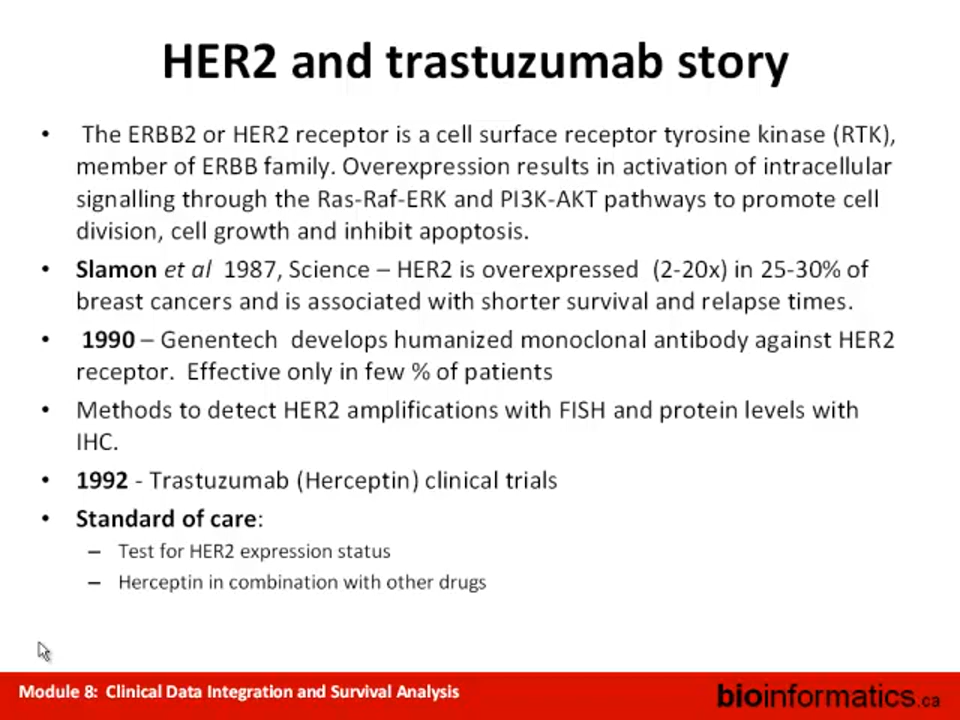 HER2 and trastuzumab story
• The ERBB2 or HER2 receptor is a cell surface receptor tyrosine kinase (RTK),
member of ERBB family. Overexpression results in activation of intracellular
signalling through the Ras-Raf-ERK and PI3K-AKT pathways to promote cell
division, cell growth and inhibit apoptosis.
• Slamon et al 1987, Science – HER2 is overexpressed (2-20x) in 25-30% of
breast cancers and is associated with shorter survival and relapse times.
• 1990 – Genentech develops humanized monoclonal antibody against HER2
receptor. Effective only in few % of patients
• Methods to detect HER2 amplifications with FISH and protein levels with
IHC.
• 1992 - Trastuzumab (Herceptin) clinical trials
• Standard of care:
– Test for HER2 expression status
– Herceptin in combination with other drugs
Module 8: Clinical Data Integration and Survival Analysis
bioinformatics.ca